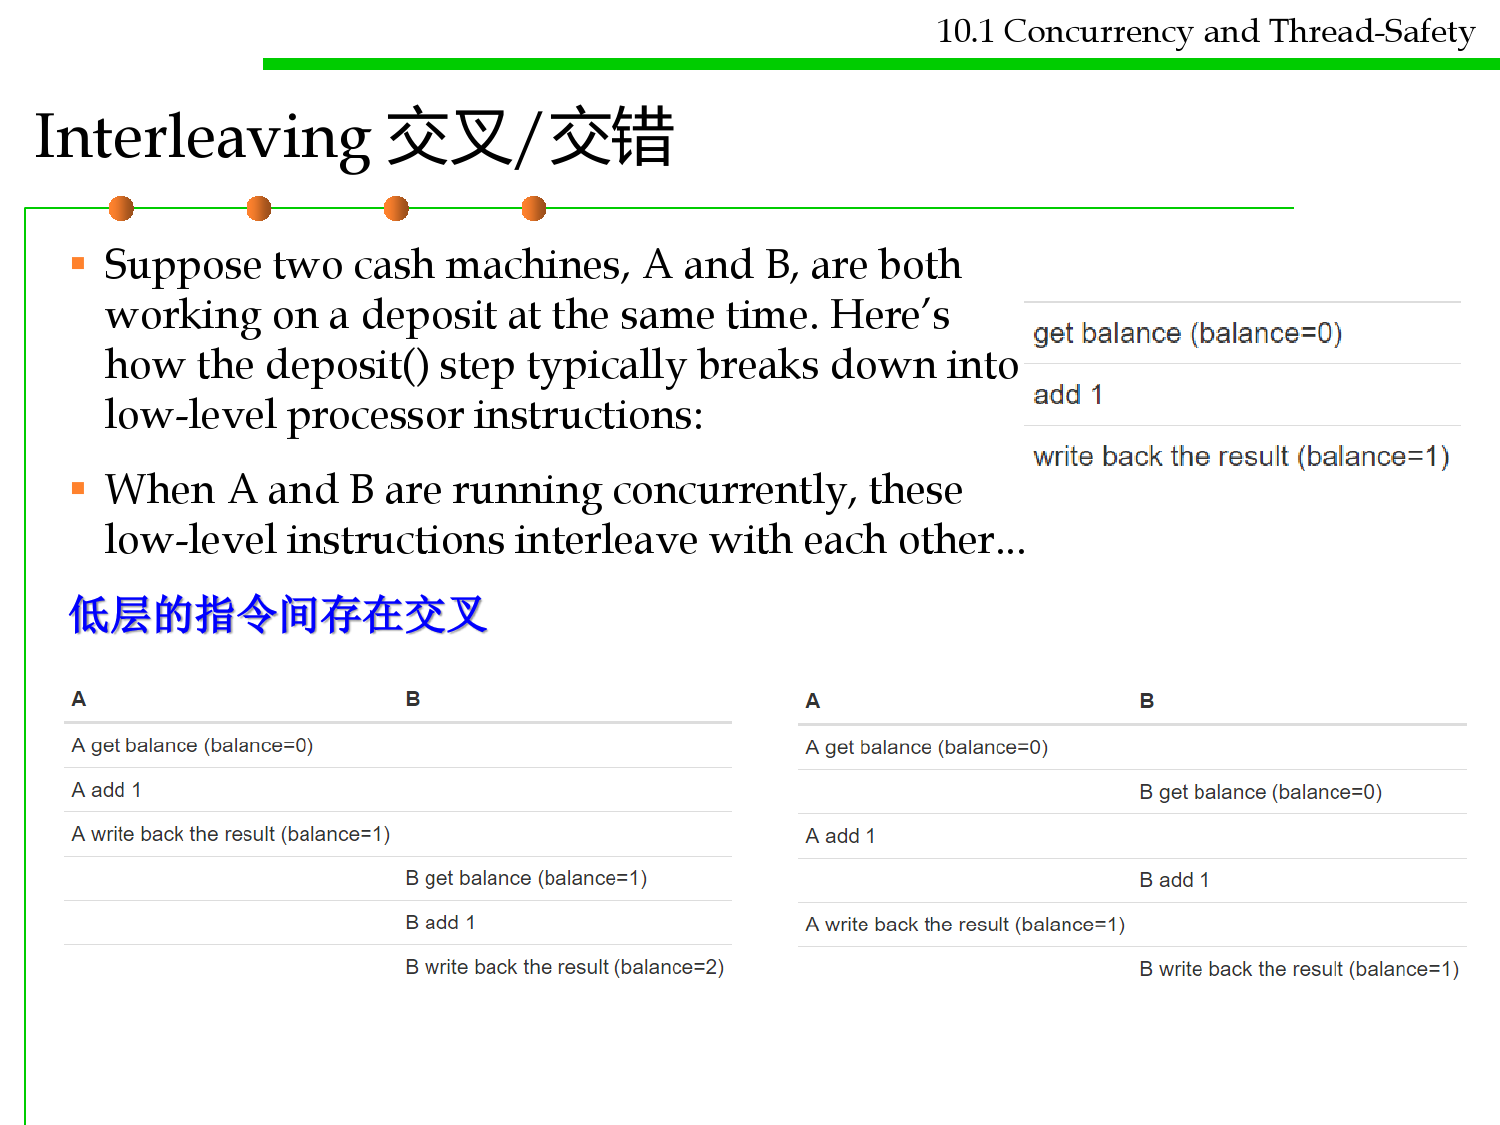 10.1 Concurrency and Thread-Safety
Interleaving 交叉/交错
Suppose two cash machines, A and B, are both
working on a deposit at the same time. Here’s
how the deposit() step typically breaks down into
low-level processor instructions:
get balance (balance=0)
add 1
write back the result (balance=1)
When A and B are running concurrently, these
low-level instructions interleave with each other...
低层的指令间存在交叉
A B
A get balance (balance=0)
A add 1
A write back the result (balance=1)
B get balance (balance=1)
B add 1
B write back the result (balance=2)
A B
A get balance (balance=0)
B get balance (balance=0)
A add 1
B add 1
A write back the result (balance=1)
B write back the result (balance=1)